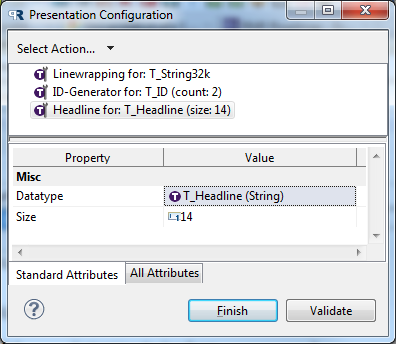 Presentation Configuration
Select Action...
Linewrapping for: T_String32k
ID-Generator for: T_ID (count: 2)
Headline for: T_Headline (size: 14)
Property Value
Misc
Datatype T_Headline (String)
Size 14
Standard Attributes All Attributes
Finish Validate